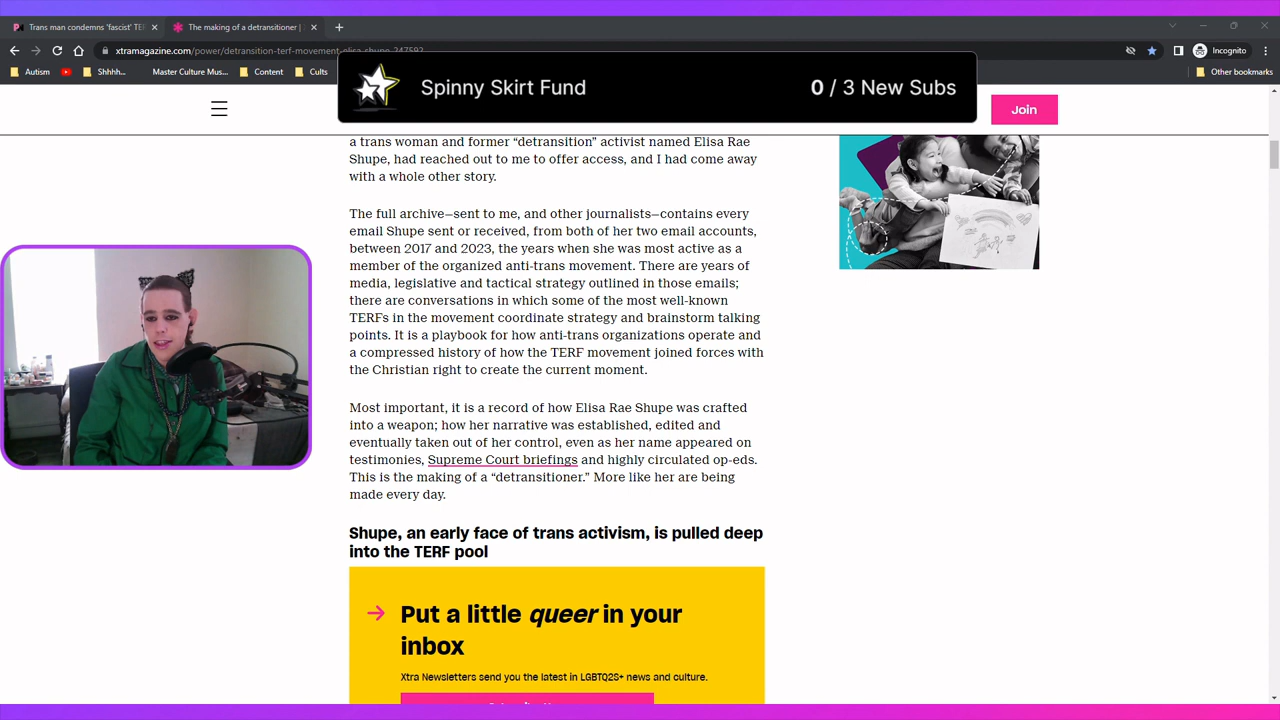 Trans man condemns 'fascist' TE
The making of a detransitioner |
xtramagazine.com/power/detransition-terf-movement-elisa-shupe-247592
Incognito
Autism
Shhhh...
Master Culture Mus...
Content
Cults
Other bookmarks
Spinny Skirt Fund
0 / 3 New Subs
Join
a trans woman and former “detransition” activist named Elisa Rae
Shupe, had reached out to me to offer access, and I had come away
with a whole other story.
The full archive—sent to me, and other journalists—contains every
email Shupe sent or received, from both of her two email accounts,
between 2017 and 2023, the years when she was most active as a
member of the organized anti-trans movement. There are years of
media, legislative and tactical strategy outlined in those emails;
there are conversations in which some of the most well-known
TERFs in the movement coordinate strategy and brainstorm talking
points. It is a playbook for how anti-trans organizations operate and
a compressed history of how the TERF movement joined forces with
the Christian right to create the current moment.
Most important, it is a record of how Elisa Rae Shupe was crafted
into a weapon; how her narrative was established, edited and
eventually taken out of her control, even as her name appeared on
testimonies, Supreme Court briefings and highly circulated op-eds.
This is the making of a “detransitioner.” More like her are being
made every day.
Shupe, an early face of trans activism, is pulled deep
into the TERF pool
Put a little queer in your
inbox
Xtra Newsletters send you the latest in LGBTQ2S+ news and culture.